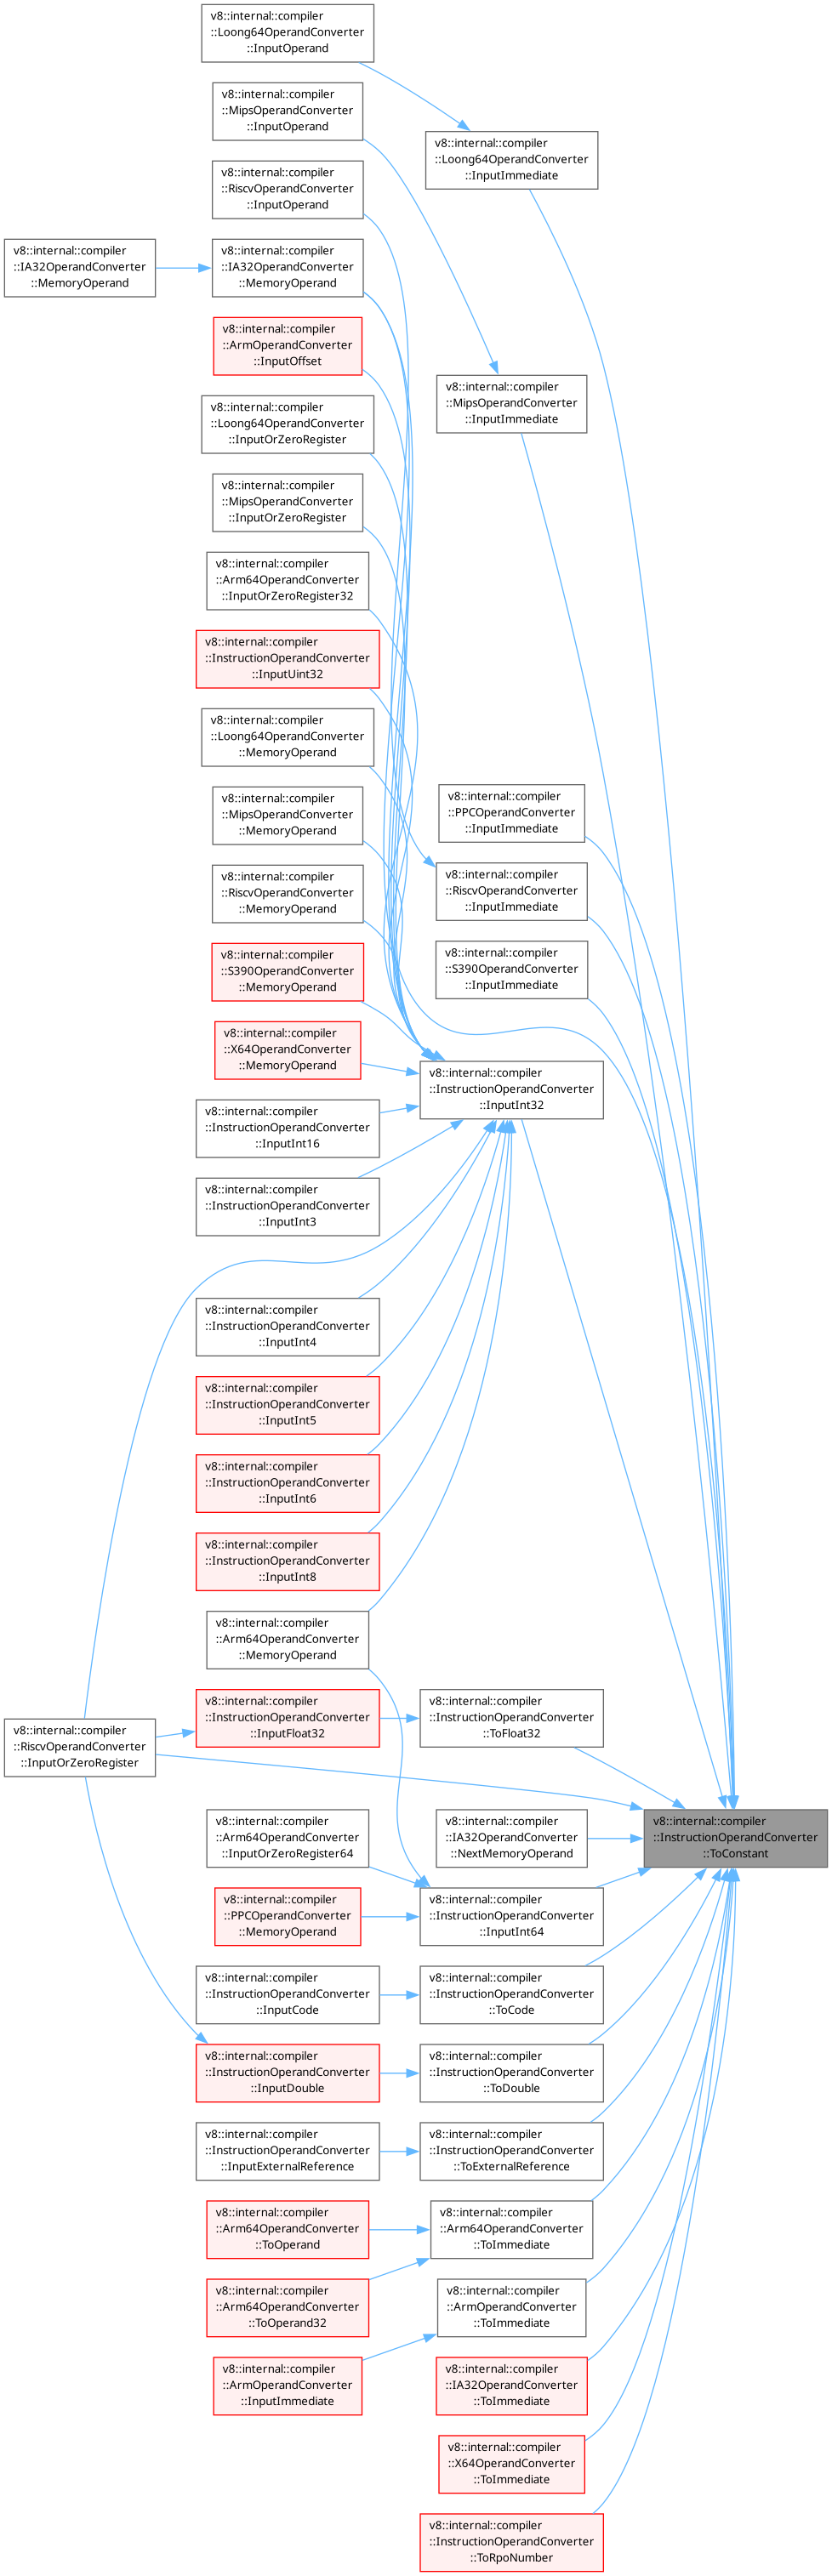 v8::internal::compiler
::Loong64OperandConverter
::InputOperand
v8::internal::compiler
::MipsOperandConverter
::InputOperand
v8::internal::compiler
::Loong64OperandConverter
::InputImmediate
v8::internal::compiler
::RiscvOperandConverter
::InputOperand
v8::internal::compiler
::IA32OperandConverter
::MemoryOperand
v8::internal::compiler
::IA32OperandConverter
::MemoryOperand
v8::internal::compiler
::ArmOperandConverter
::InputOffset
v8::internal::compiler
::MipsOperandConverter
::InputImmediate
v8::internal::compiler
::Loong64OperandConverter
::InputOrZeroRegister
v8::internal::compiler
::MipsOperandConverter
::InputOrZeroRegister
v8::internal::compiler
::Arm64OperandConverter
::InputOrZeroRegister32
v8::internal::compiler
::InstructionOperandConverter
::InputUint32
v8::internal::compiler
::Loong64OperandConverter
::MemoryOperand
v8::internal::compiler
::MipsOperandConverter
::MemoryOperand
v8::internal::compiler
::PPCOperandConverter
::InputImmediate
v8::internal::compiler
::RiscvOperandConverter
::MemoryOperand
v8::internal::compiler
::RiscvOperandConverter
::InputImmediate
v8::internal::compiler
::S390OperandConverter
::MemoryOperand
v8::internal::compiler
::S390OperandConverter
::InputImmediate
v8::internal::compiler
::X64OperandConverter
::MemoryOperand
v8::internal::compiler
::InstructionOperandConverter
::InputInt32
v8::internal::compiler
::InstructionOperandConverter
::InputInt16
v8::internal::compiler
::InstructionOperandConverter
::InputInt3
v8::internal::compiler
::InstructionOperandConverter
::InputInt4
v8::internal::compiler
::InstructionOperandConverter
::InputInt5
v8::internal::compiler
::InstructionOperandConverter
::InputInt6
v8::internal::compiler
::InstructionOperandConverter
::InputInt8
v8::internal::compiler
::Arm64OperandConverter
::MemoryOperand
v8::internal::compiler
::RiscvOperandConverter
::InputOrZeroRegister
v8::internal::compiler
::InstructionOperandConverter
::InputFloat32
v8::internal::compiler
::InstructionOperandConverter
::ToFloat32
v8::internal::compiler
::Arm64OperandConverter
::InputOrZeroRegister64
v8::internal::compiler
::IA32OperandConverter
::NextMemoryOperand
v8::internal::compiler
::InstructionOperandConverter
::ToConstant
v8::internal::compiler
::PPCOperandConverter
::MemoryOperand
v8::internal::compiler
::InstructionOperandConverter
::InputInt64
v8::internal::compiler
::InstructionOperandConverter
::InputCode
v8::internal::compiler
::InstructionOperandConverter
::ToCode
v8::internal::compiler
::InstructionOperandConverter
::InputDouble
v8::internal::compiler
::InstructionOperandConverter
::ToDouble
v8::internal::compiler
::InstructionOperandConverter
::InputExternalReference
v8::internal::compiler
::InstructionOperandConverter
::ToExternalReference
v8::internal::compiler
::Arm64OperandConverter
::ToOperand
v8::internal::compiler
::Arm64OperandConverter
::ToImmediate
v8::internal::compiler
::Arm64OperandConverter
::ToOperand32
v8::internal::compiler
::ArmOperandConverter
::ToImmediate
v8::internal::compiler
::ArmOperandConverter
::InputImmediate
v8::internal::compiler
::IA32OperandConverter
::ToImmediate
v8::internal::compiler
::X64OperandConverter
::ToImmediate
v8::internal::compiler
::InstructionOperandConverter
::ToRpoNumber